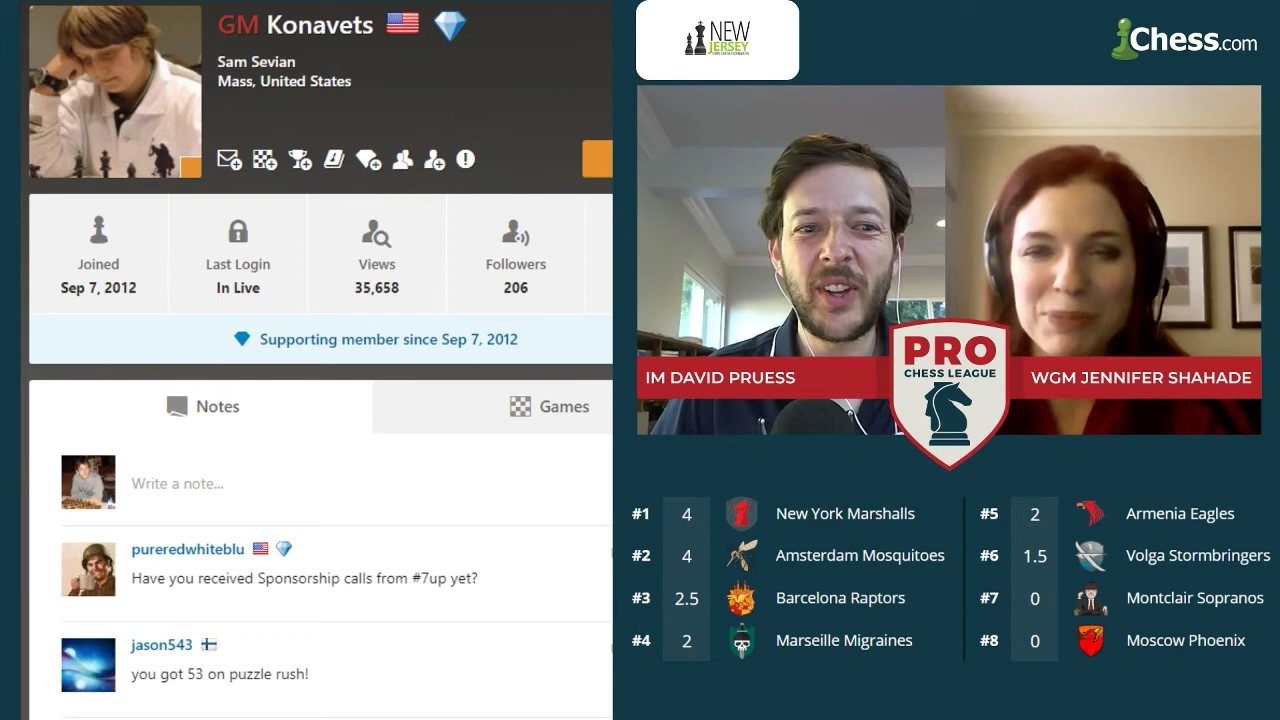 GM Konavets
Sam Sevian
Mass, United States
Joined
Sep 7, 2012
Last Login
In Live
Views
35,658
Followers
206
Supporting member since Sep 7, 2012
Notes
Games
Write a note...
pureredwhiteblu
Have you received Sponsorship calls from #7up yet?
jason543
you got 53 on puzzle rush!
NEW
JERSEY
Chess.com
IM DAVID PRUESS
PRO
CHESS LEAGUE
WGM JENNIFER SHAHADE
#1 4 New York Marshalls
#2 4 Amsterdam Mosquitoes
#3 2.5 Barcelona Raptors
#4 2 Marseille Migraines
#5 2 Armenia Eagles
#6 1.5 Volga Stormbringers
#7 0 Montclair Sopranos
#8 0 Moscow Phoenix